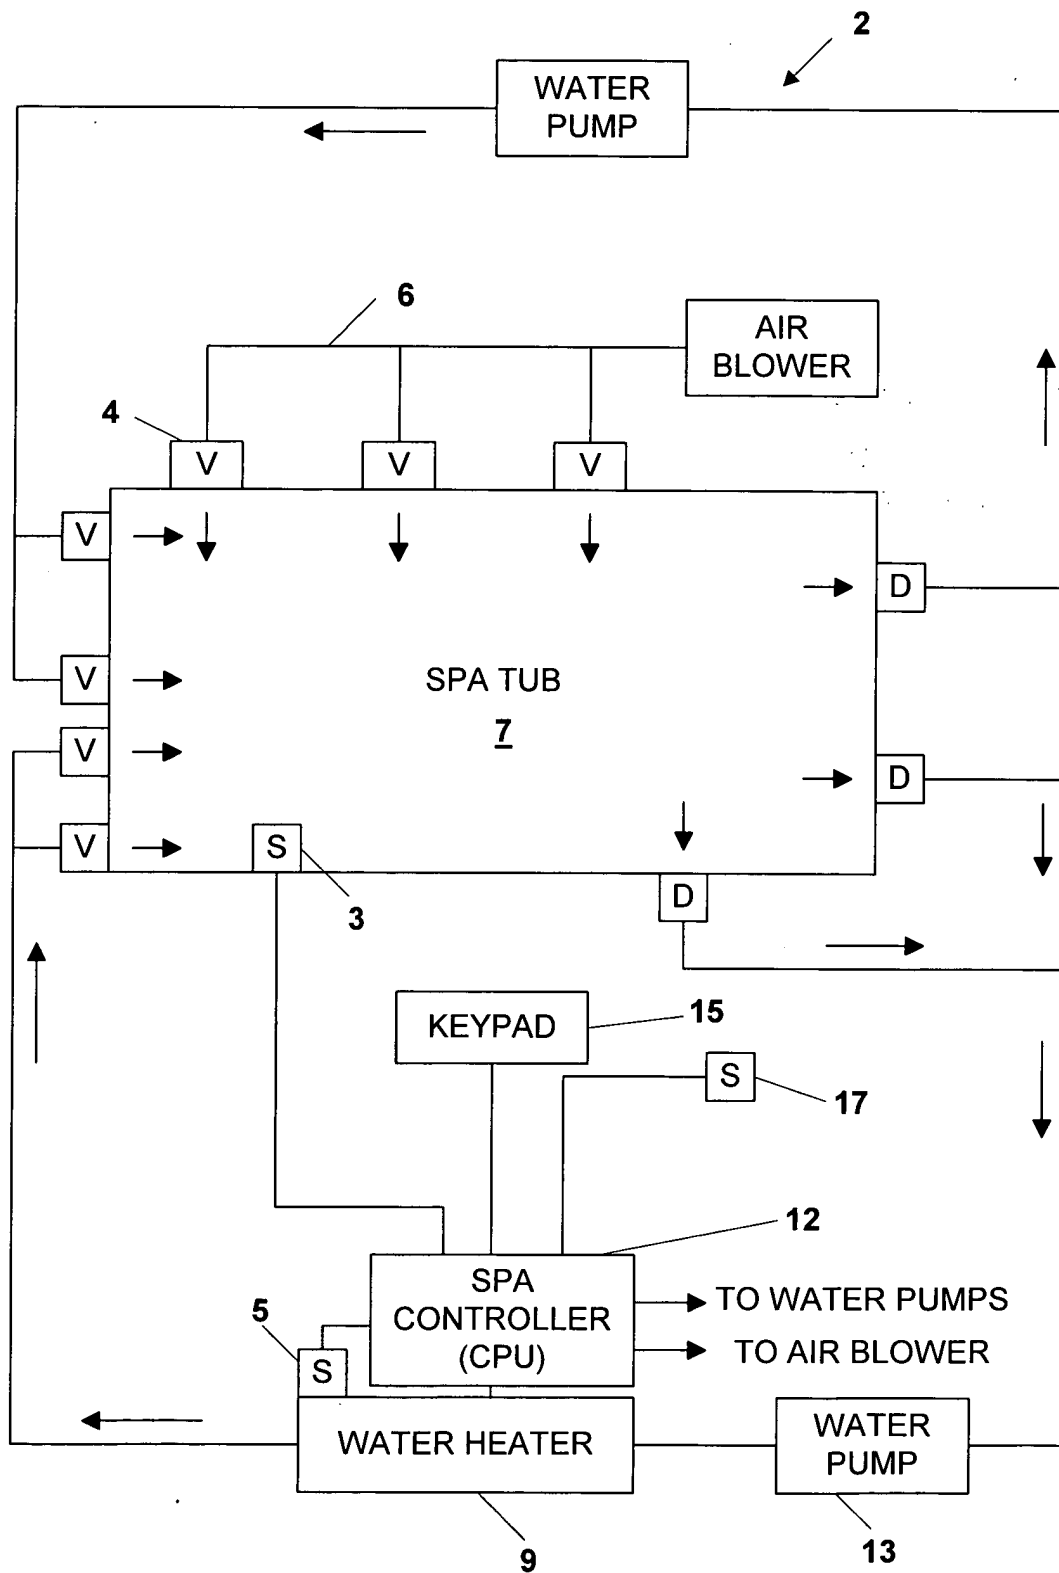 2
WATER
PUMP
6
AIR
BLOWER
4
V
V
V
V
D
V
SPA TUB
7
V
D
V
S
3
D
KEYPAD
15
S
17
12
SPA
CONTROLLER
(CPU)
TO WATER PUMPS
TO AIR BLOWER
5
S
WATER HEATER
WATER
PUMP
9
13